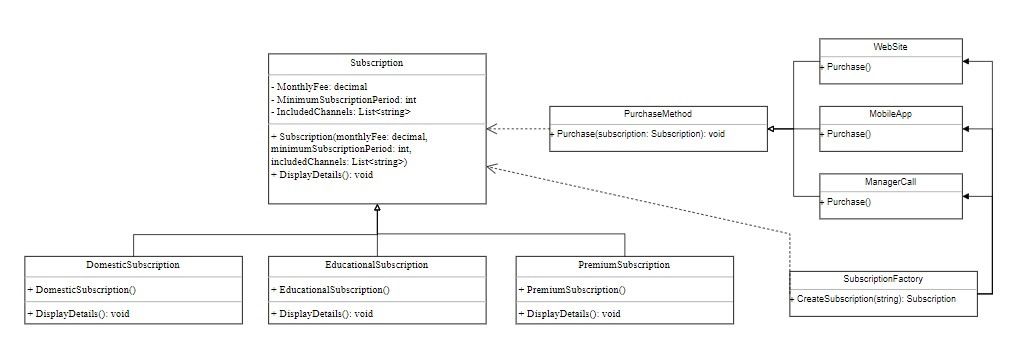 Subscription
- MonthlyFee: decimal
- MinimumSubscriptionPeriod: int
- IncludedChannels: List<string>
+ Subscription(monthlyFee: decimal,
minimumSubscriptionPeriod: int,
includedChannels: List<string>)
+ DisplayDetails(): void
PurchaseMethod
+ Purchase(subscription: Subscription): void
WebSite
+ Purchase()
MobileApp
+ Purchase()
ManagerCall
+ Purchase()
DomesticSubscription
+ DomesticSubscription()
+ DisplayDetails(): void
EducationalSubscription
+ EducationalSubscription()
+ DisplayDetails(): void
PremiumSubscription
+ PremiumSubscription()
+ DisplayDetails(): void
SubscriptionFactory
+ CreateSubscription(string): Subscription